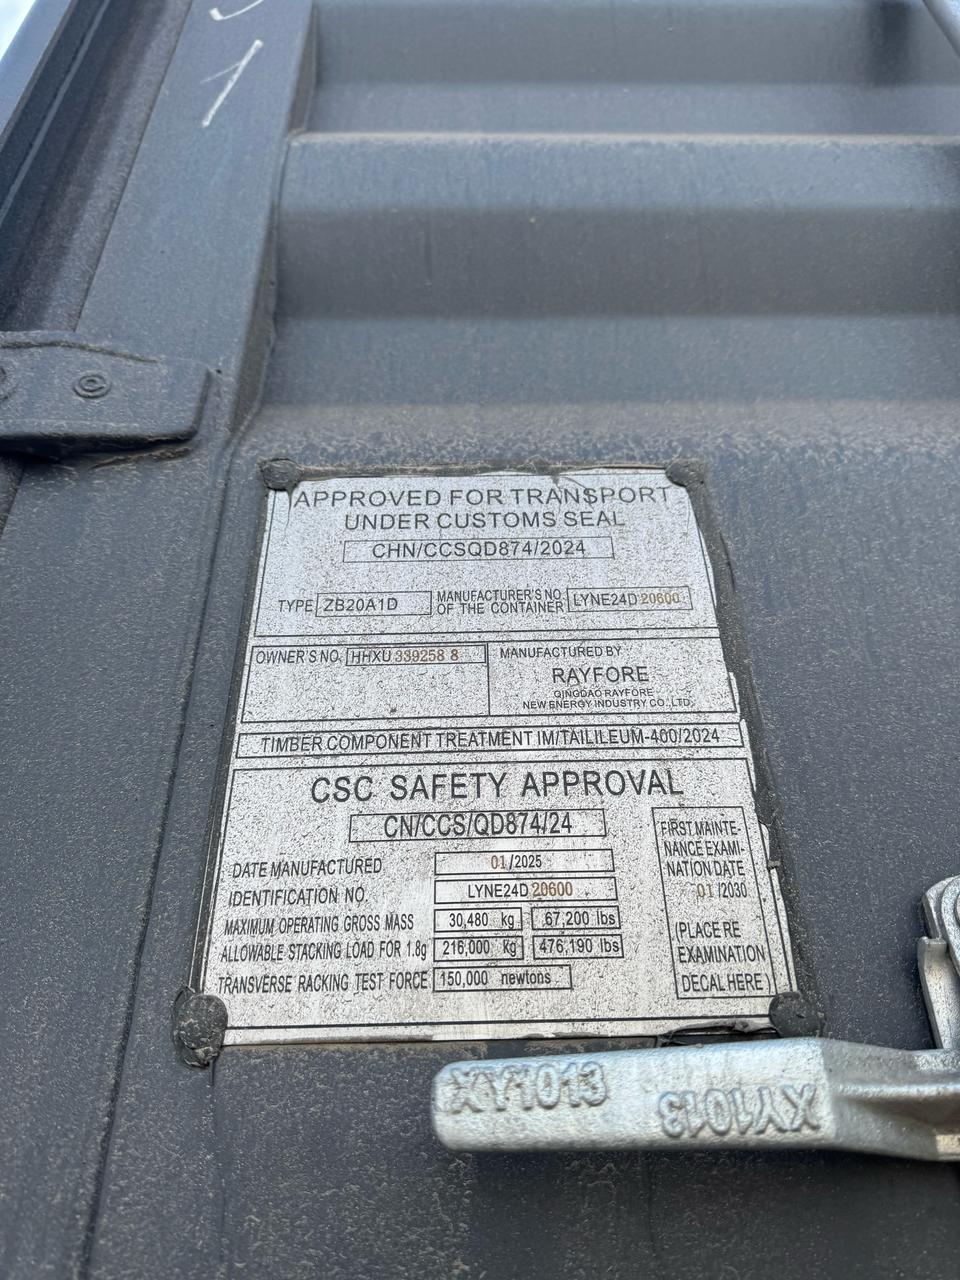 APPROVED FOR TRANSPORT
UNDER CUSTOMS SEAL
CHN/CCSQD874/2024
TYPE ZB20A1D MANUFACTURER'S NO. OF THE CONTAINER LYNE24D 20600
OWNER'S NO. HHXU 339258 8
MANUFACTURED BY
RAYFORE
QINGDAO RAYFORE
NEW ENERGY INDUSTRY CO., LTD.
TIMBER COMPONENT TREATMENT IM/TAILILEUM-400/2024
CSC SAFETY APPROVAL
CN/CCS/QD874/24
DATE MANUFACTURED 01/2025
IDENTIFICATION NO. LYNE24D 20600
MAXIMUM OPERATING GROSS MASS 30,480 kg 67,200 lbs
ALLOWABLE STACKING LOAD FOR 1.8g 216,000 kg 476,190 lbs
TRANSVERSE RACKING TEST FORCE 150,000 newtons
FIRST MAINTE-
NANCE EXAMI-
NATION DATE
01/2030
(PLACE RE
EXAMINATION
DECAL HERE)
XY1013
XY1013